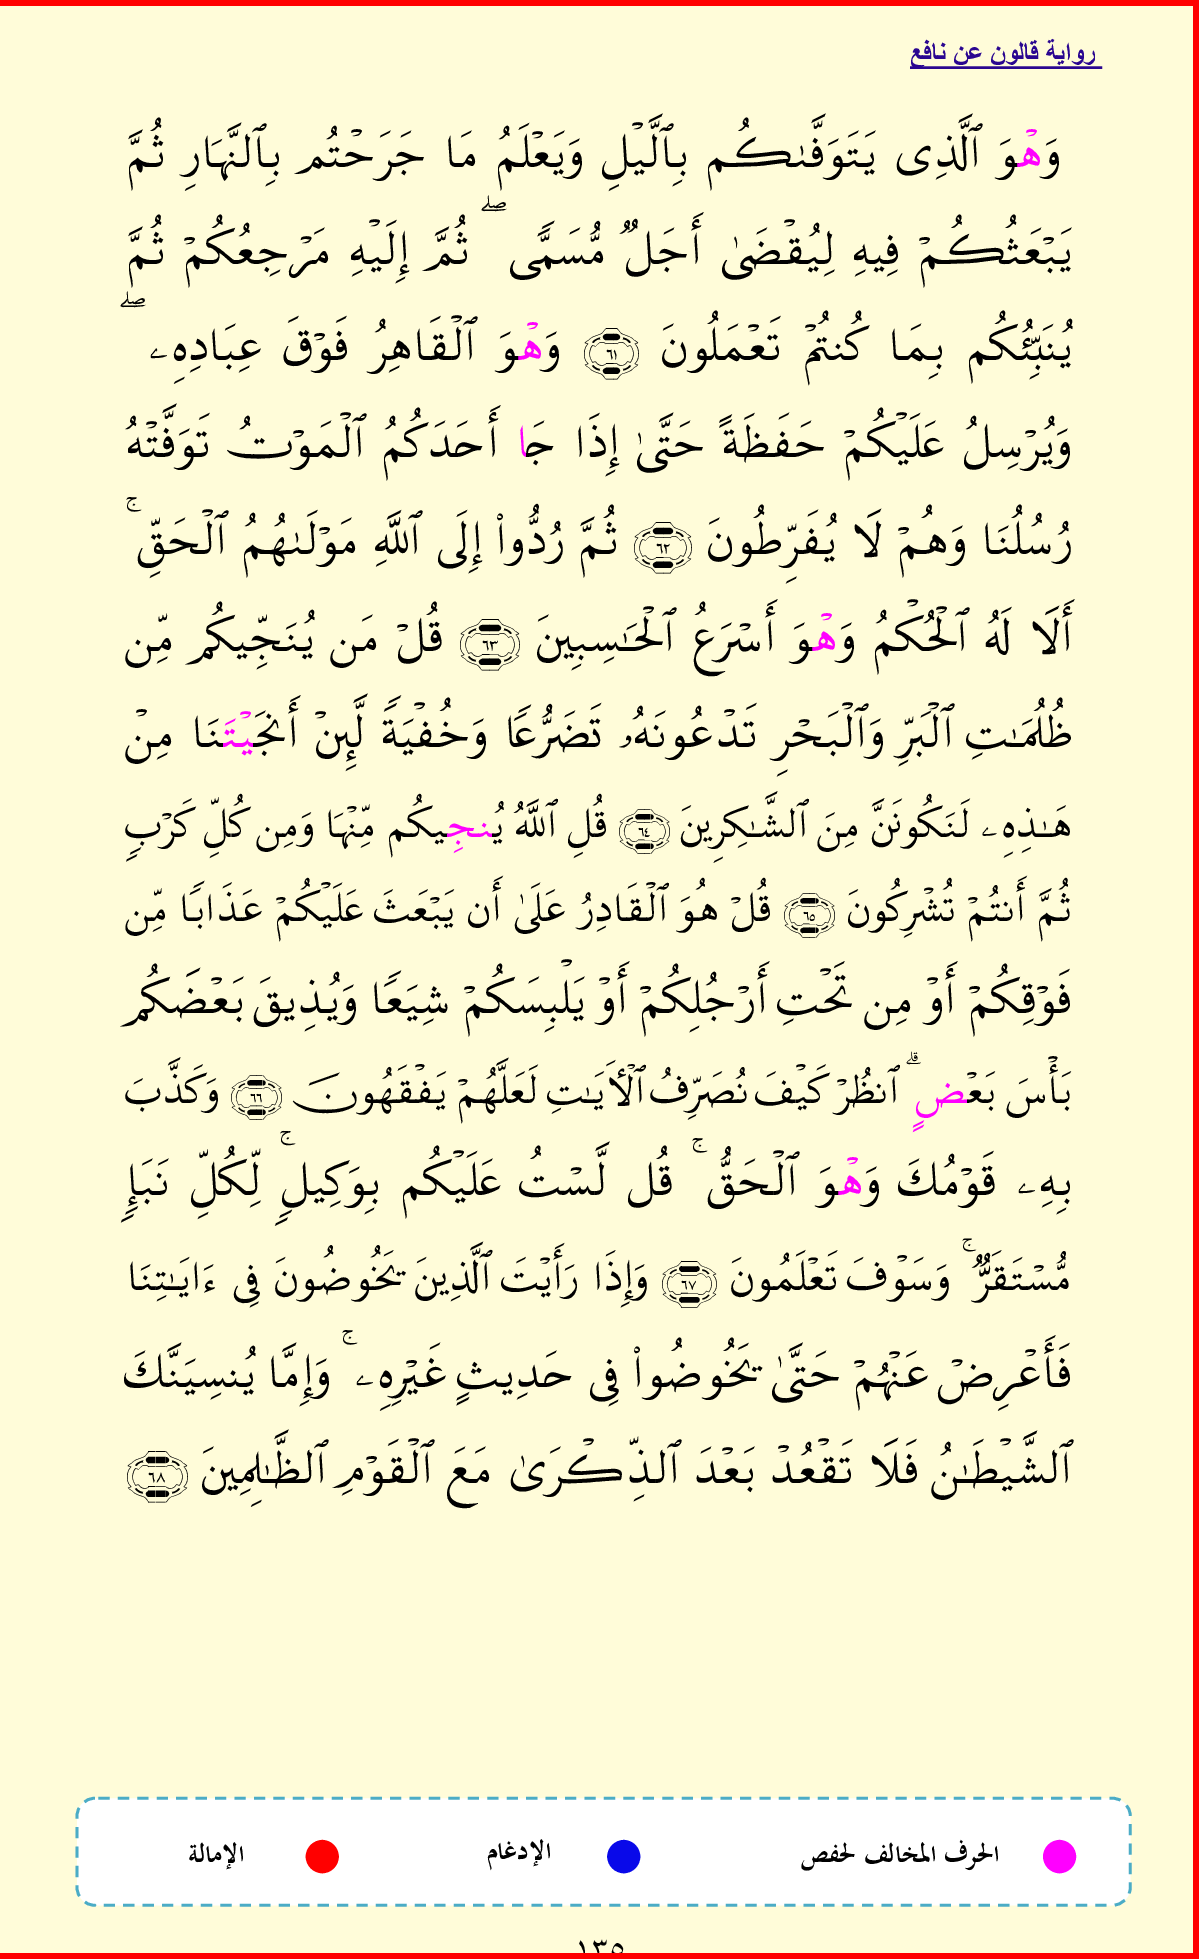 رواية قالون عن نافع
وَهْوَ ٱلَّذِى يَتَوَفَّىٰكُم بِٱلَّيْلِ وَيَعْلَمُ مَا جَرَحْتُم بِٱلنَّهَارِ ثُمَّ
يَبْعَثُكُمْ فِيهِ لِيُقْضَىٰ أَجَلٌ مُّسَمًّى ۖ ثُمَّ إِلَيْهِ مَرْجِعُكُمْ ثُمَّ
يُنَبِّئُكُم بِمَا كُنتُمْ تَعْمَلُونَ ٦١ وَهْوَ ٱلْقَاهِرُ فَوْقَ عِبَادِهِۦ ۖ
وَيُرْسِلُ عَلَيْكُمْ حَفَظَةً حَتَّىٰ إِذَا جَا أَحَدَكُمُ ٱلْمَوْتُ تَوَفَّتْهُ
رُسُلُنَا وَهُمْ لَا يُفَرِّطُونَ ٦٢ ثُمَّ رُدُّوا۟ إِلَى ٱللَّهِ مَوْلَىٰهُمُ ٱلْحَقِّ ۚ
أَلَا لَهُ ٱلْحُكْمُ وَهْوَ أَسْرَعُ ٱلْحَـٰسِبِينَ ٦٣ قُلْ مَن يُنَجِّيكُم مِّن
ظُلُمَـٰتِ ٱلْبَرِّ وَٱلْبَحْرِ تَدْعُونَهُۥ تَضَرُّعًا وَخُفْيَةً لَّئِنْ أَنجَيْتَنَا مِنْ
هَـٰذِهِۦ لَنَكُونَنَّ مِنَ ٱلشَّـٰكِرِينَ ٦٤ قُلِ ٱللَّهُ يُنجِيكُم مِّنْهَا وَمِن كُلِّ كَرْبٍ
ثُمَّ أَنتُمْ تُشْرِكُونَ ٦٥ قُلْ هُوَ ٱلْقَادِرُ عَلَىٰ أَن يَبْعَثَ عَلَيْكُمْ عَذَابًا مِّن
فَوْقِكُمْ أَوْ مِن تَحْتِ أَرْجُلِكُمْ أَوْ يَلْبِسَكُمْ شِيَعًا وَيُذِيقَ بَعْضَكُم
بَأْسَ بَعْضٍ ۗ ٱنظُرْ كَيْفَ نُصَرِّفُ ٱلْأَيَـٰتِ لَعَلَّهُمْ يَفْقَهُونَ ٦٦ وَكَذَّبَ
بِهِۦ قَوْمُكَ وَهْوَ ٱلْحَقُّ ۚ قُل لَّسْتُ عَلَيْكُم بِوَكِيلٍ ۚ لِّكُلِّ نَبَإٍ
مُّسْتَقَرٌّ ۚ وَسَوْفَ تَعْلَمُونَ ٦٧ وَإِذَا رَأَيْتَ ٱلَّذِينَ يَخُوضُونَ فِى ءَايَـٰتِنَا
فَأَعْرِضْ عَنْهُمْ حَتَّىٰ يَخُوضُوا۟ فِى حَدِيثٍ غَيْرِهِۦ ۚ وَإِمَّا يُنسِيَنَّكَ
ٱلشَّيْطَـٰنُ فَلَا تَقْعُدْ بَعْدَ ٱلذِّكْرَىٰ مَعَ ٱلْقَوْمِ ٱلظَّـٰلِمِينَ ٦٨
الحرف المخالف لحفص الإدغام الإمالة
١٣٥